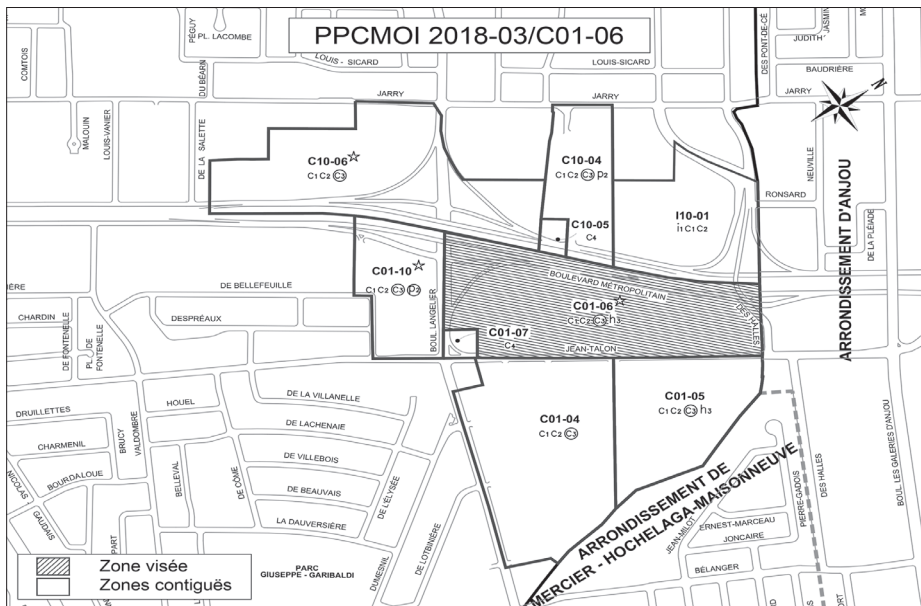 PPCMOI 2018-03/C01-06
COMTOIS
PÉGUY
PL. LACOMBE
DU BÉARN
LOUIS - SICARD
LOUIS-SICARD
DES PONT-DE-CÉ
JASMIN
JUDITH
BAUDRIÈRE
JARRY
JARRY
JARRY
N
MALOUIN
LOUIS-VANIER
DE LA SALETTE
C10-06
C1 C2 C3
C10-04
C1 C2 C3 p2
C10-05
C4
I10-01
i1 C1 C2
NEUVILLE
RONSARD
DE LA PLÉIADE
ARRONDISSEMENT D'ANJOU
C01-10
C1 C2 C3 p2
BOUL. LANGELIER
BOULEVARD MÉTROPOLITAIN
C01-06
C1 C2 C3 h3
DES HALLES
C01-07
C4
JEAN-TALON
IÈRE
DE BELLEFEUILLE
CHARDIN
DESPRÉAUX
DE FONTENELLE
PL. DE FONTENELLE
C01-04
C1 C2 C3
C01-05
C1 C2 C3 h3
DRUILLETTES
HOUEL
DE LA VILLANELLE
DE LACHENAIE
DE VILLEBOIS
DE BEAUVAIS
LA DAUVERSIÈRE
CHARMENIL
BRUCY
VALDOMBRE
BOURDALOUE
NICOLAS
GAUDAIS
BELLEVAL
DE CÔME
DE L'ÉLYSÉE
DE LOTBINIÈRE
DUMESNIL
PART
PARC
GIUSEPPE - GARIBALDI
ARRONDISSEMENT DE
MERCIER - HOCHELAGA-MAISONNEUVE
JEAN-MILOT
PIERRE-GADOIS
DES HALLES
BOUL LES GALERIES D'ANJOU
ERNEST-MARCEAU
JONCAIRE
BÉLANGER
ORT
Zone visée
Zones contiguës